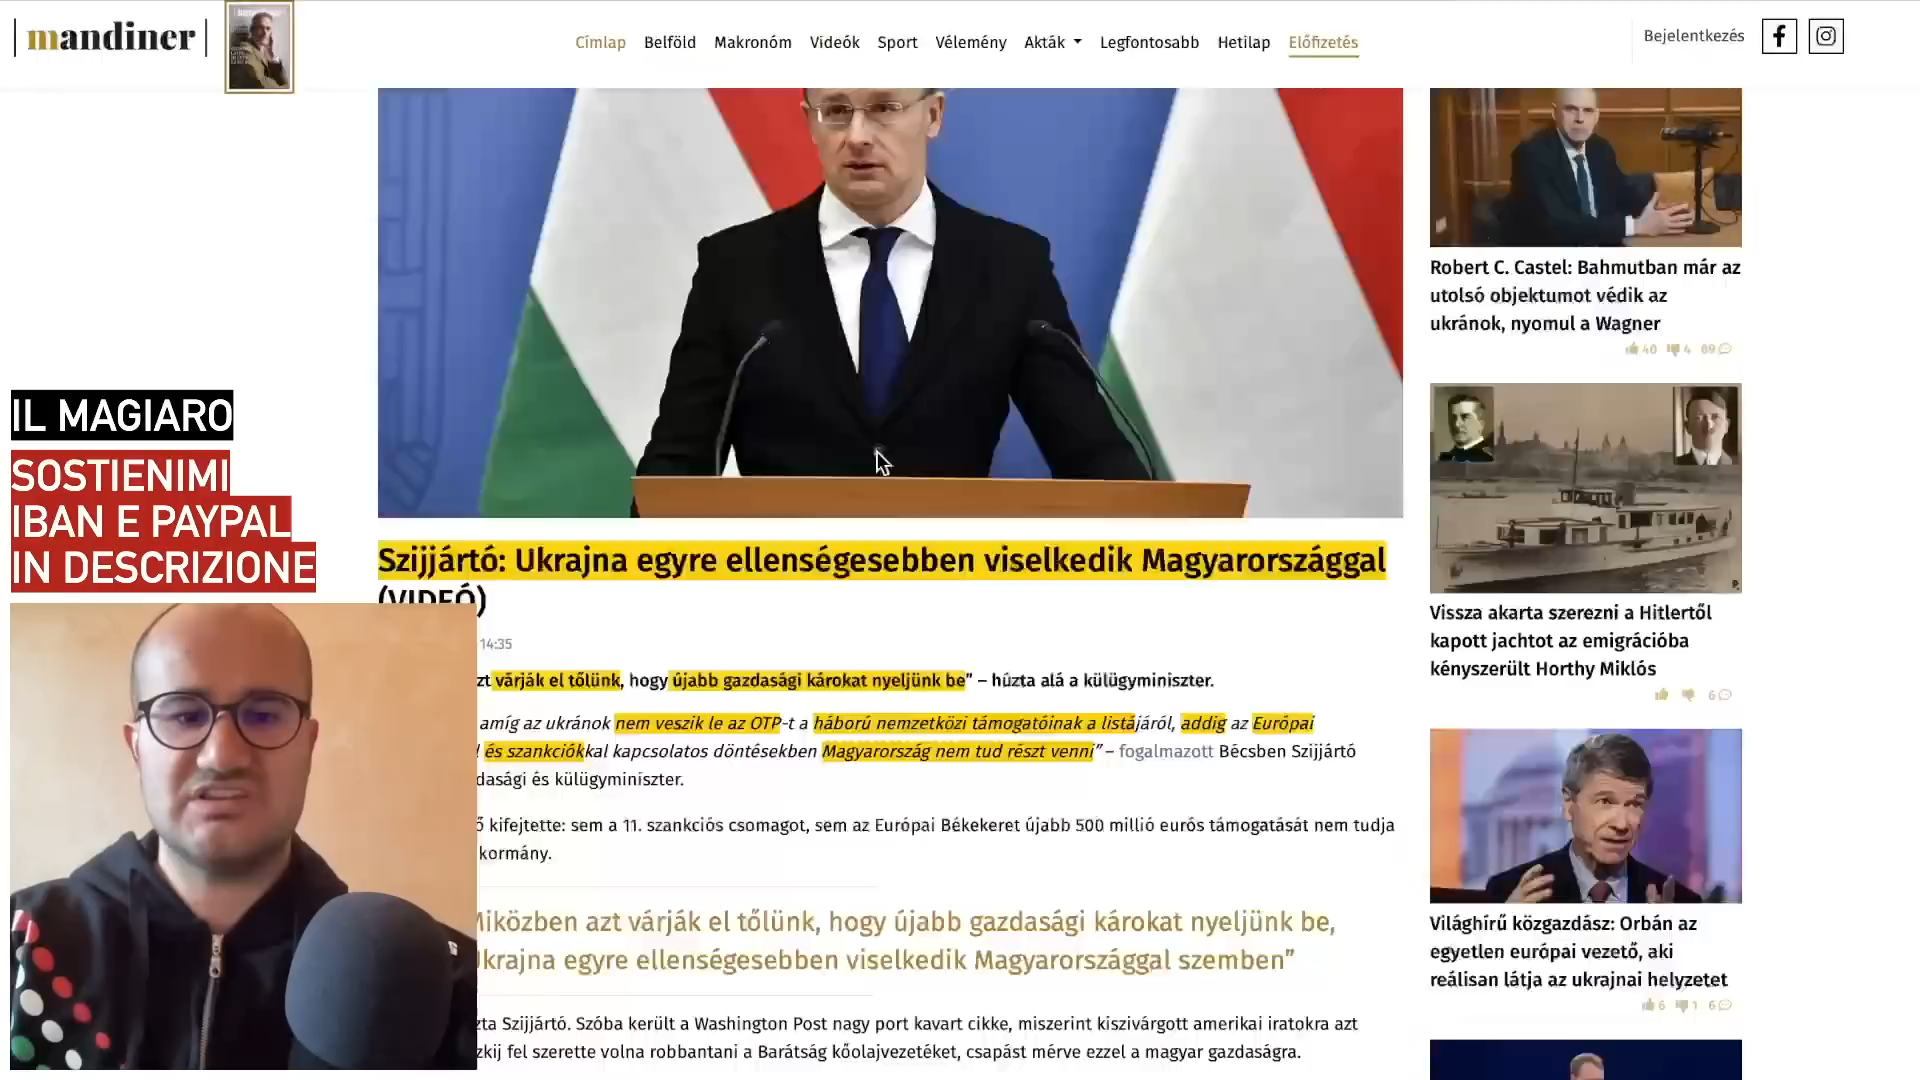 mandiner
Címlap Belföld Makronóm Videók Sport Vélemény Akták Legfontosabb Hetilap Előfizetés
Bejelentkezés
IL MAGIARO
SOSTIENIMI
IBAN E PAYPAL
IN DESCRIZIONE
Szijjártó: Ukrajna egyre ellenségesebben viselkedik Magyarországgal
(VIDEÓ)
14:35
zt várják el tőlünk, hogy újabb gazdasági károkat nyeljünk be” – húzta alá a külügyminiszter.
amíg az ukránok nem veszik le az OTP-t a háború nemzetközi támogatóinak a listájáról, addig az Európai
és szankciókkal kapcsolatos döntésekben Magyarország nem tud részt venni” – fogalmazott Bécsben Szijjártó
dasági és külügyminiszter.
ő kifejtette: sem a 11. szankciós csomagot, sem az Európai Békekeret újabb 500 millió eurós támogatását nem tudja
kormány.
Miközben azt várják el tőlünk, hogy újabb gazdasági károkat nyeljünk be,
Ukrajna egyre ellenségesebben viselkedik Magyarországgal szemben”
zta Szijjártó. Szóba került a Washington Post nagy port kavart cikke, miszerint kiszivárgott amerikai iratokra azt
zkij fel szerette volna robbantani a Barátság kőolajvezetéket, csapást mérve ezzel a magyar gazdaságra.
Robert C. Castel: Bahmutban már az
utolsó objektumot védik az
ukránok, nyomul a Wagner
40 4 69
Vissza akarta szerezni a Hitlertől
kapott jachtot az emigrációba
kényszerült Horthy Miklós
6
Világhírű közgazdász: Orbán az
egyetlen európai vezető, aki
reálisan látja az ukrajnai helyzetet
6 1 6